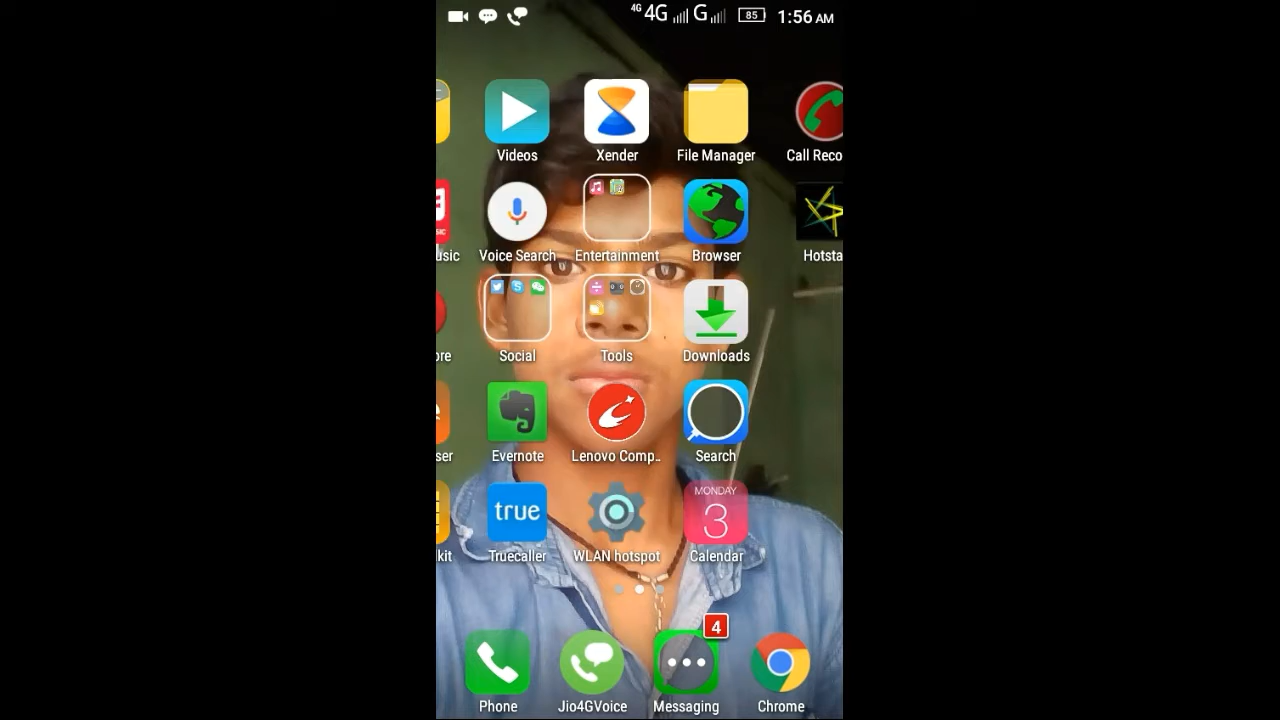 4G 4G G 85 1:56 AM
Videos Xender File Manager Call Reco
usic Voice Search Entertainment Browser Hotsta
ore Social Tools Downloads
ser Evernote Lenovo Comp.. Search
true MONDAY 3
kit Truecaller WLAN hotspot Calendar
4
Phone Jio4GVoice Messaging Chrome